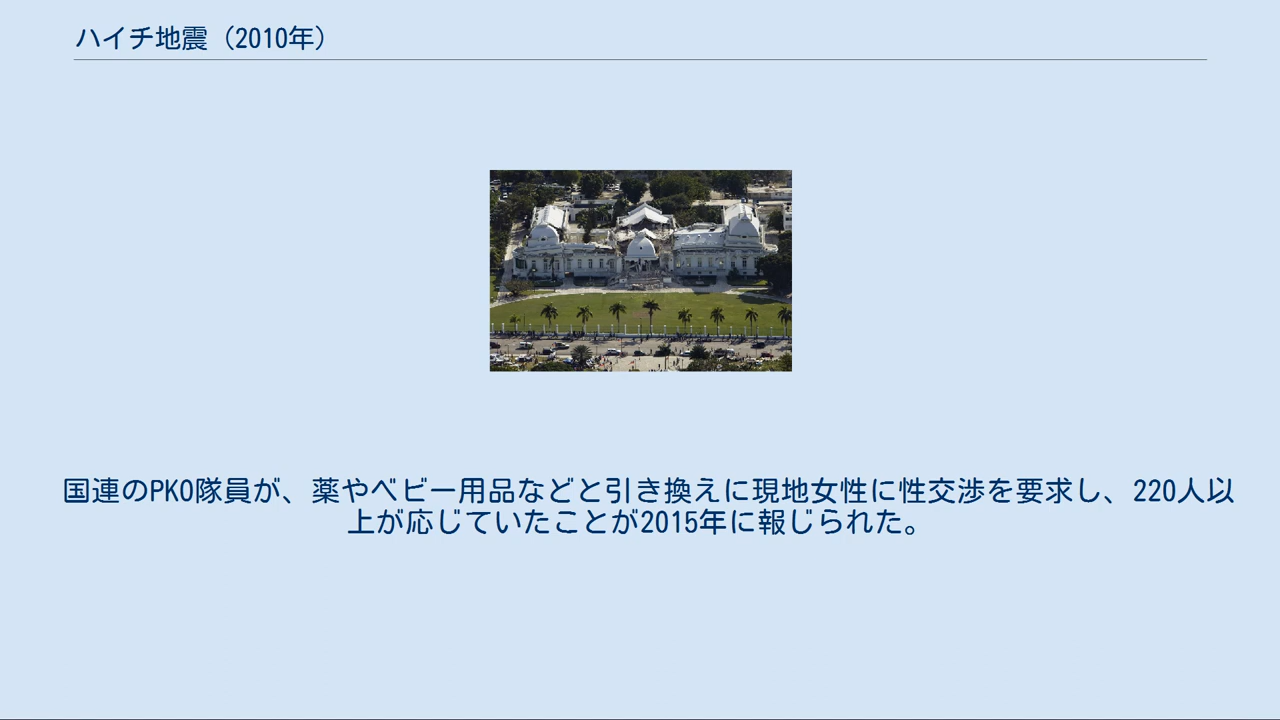 ハイチ地震（2010年）
国連のPKO隊員が、薬やベビー用品などと引き換えに現地女性に性交渉を要求し、220人以
上が応じていたことが2015年に報じられた。